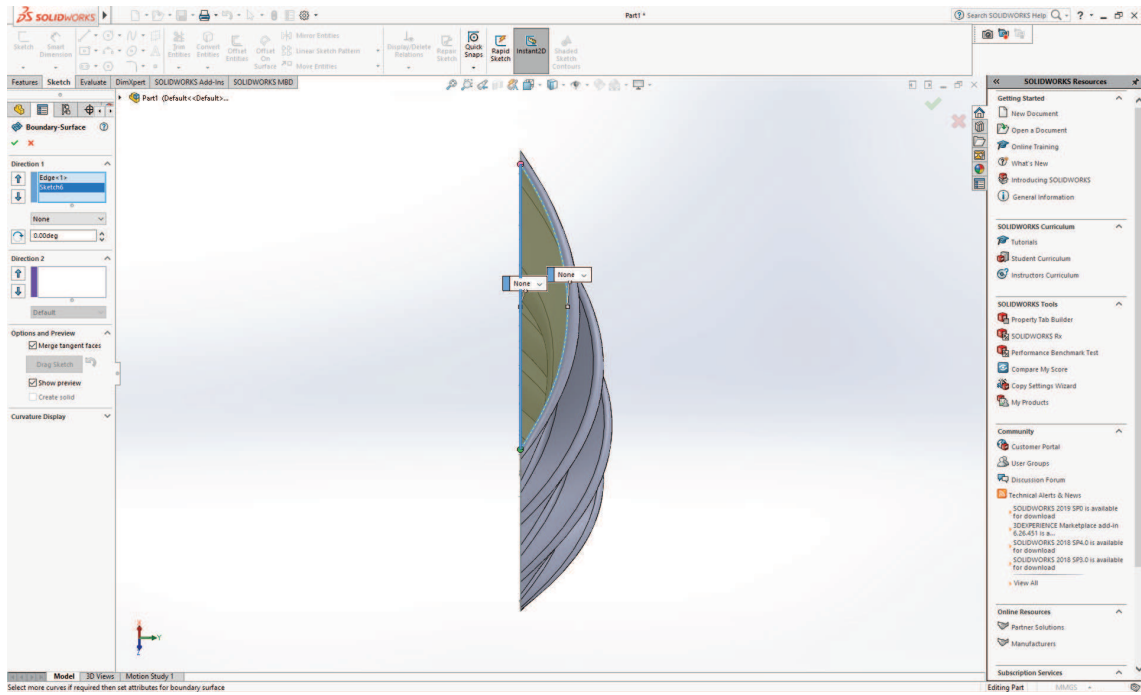 SOLIDWORKS
Part1 *
Search SOLIDWORKS Help
Sketch
Smart Dimension
Trim Entities
Convert Entities
Offset Entities
Offset On Surface
Mirror Entities
Linear Sketch Pattern
Move Entities
Display/Delete Relations
Repair Sketch
Quick Snaps
Rapid Sketch
Instant2D
Shaded Sketch Contours
Features Sketch Evaluate DimXpert SOLIDWORKS Add-Ins SOLIDWORKS MBD
Part1 (Default<<Default>...
Boundary-Surface
Direction 1
Edge<1>
Sketch6
None
0.00deg
Direction 2
Default
Options and Preview
Merge tangent faces
Drag Sketch
Show preview
Create solid
Curvature Display
None
None
Y
Z
SOLIDWORKS Resources
Getting Started
New Document
Open a Document
Online Training
What's New
Introducing SOLIDWORKS
General Information
SOLIDWORKS Curriculum
Tutorials
Student Curriculum
Instructors Curriculum
SOLIDWORKS Tools
Property Tab Builder
SOLIDWORKS Rx
Performance Benchmark Test
Compare My Score
Copy Settings Wizard
My Products
Community
Customer Portal
User Groups
Discussion Forum
Technical Alerts & News
SOLIDWORKS 2019 SP0 is available
for download
3DEXPERIENCE Marketplace add-in
6.26.451 is a...
SOLIDWORKS 2018 SP4.0 is available
for download
SOLIDWORKS 2018 SP5.0 is available
for download
View All
Online Resources
Partner Solutions
Manufacturers
Subscription Services
Model 3D Views Motion Study 1
Select more curves if required then set attributes for boundary surface
Editing Part MMGS